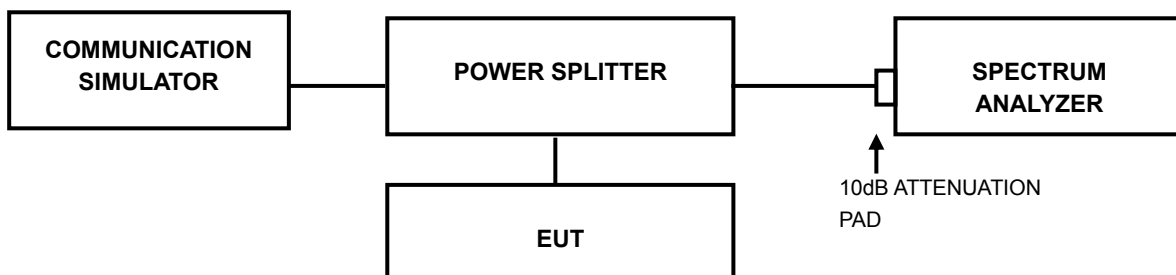 COMMUNICATION
SIMULATOR
POWER SPLITTER
SPECTRUM
ANALYZER
10dB ATTENUATION
PAD
EUT